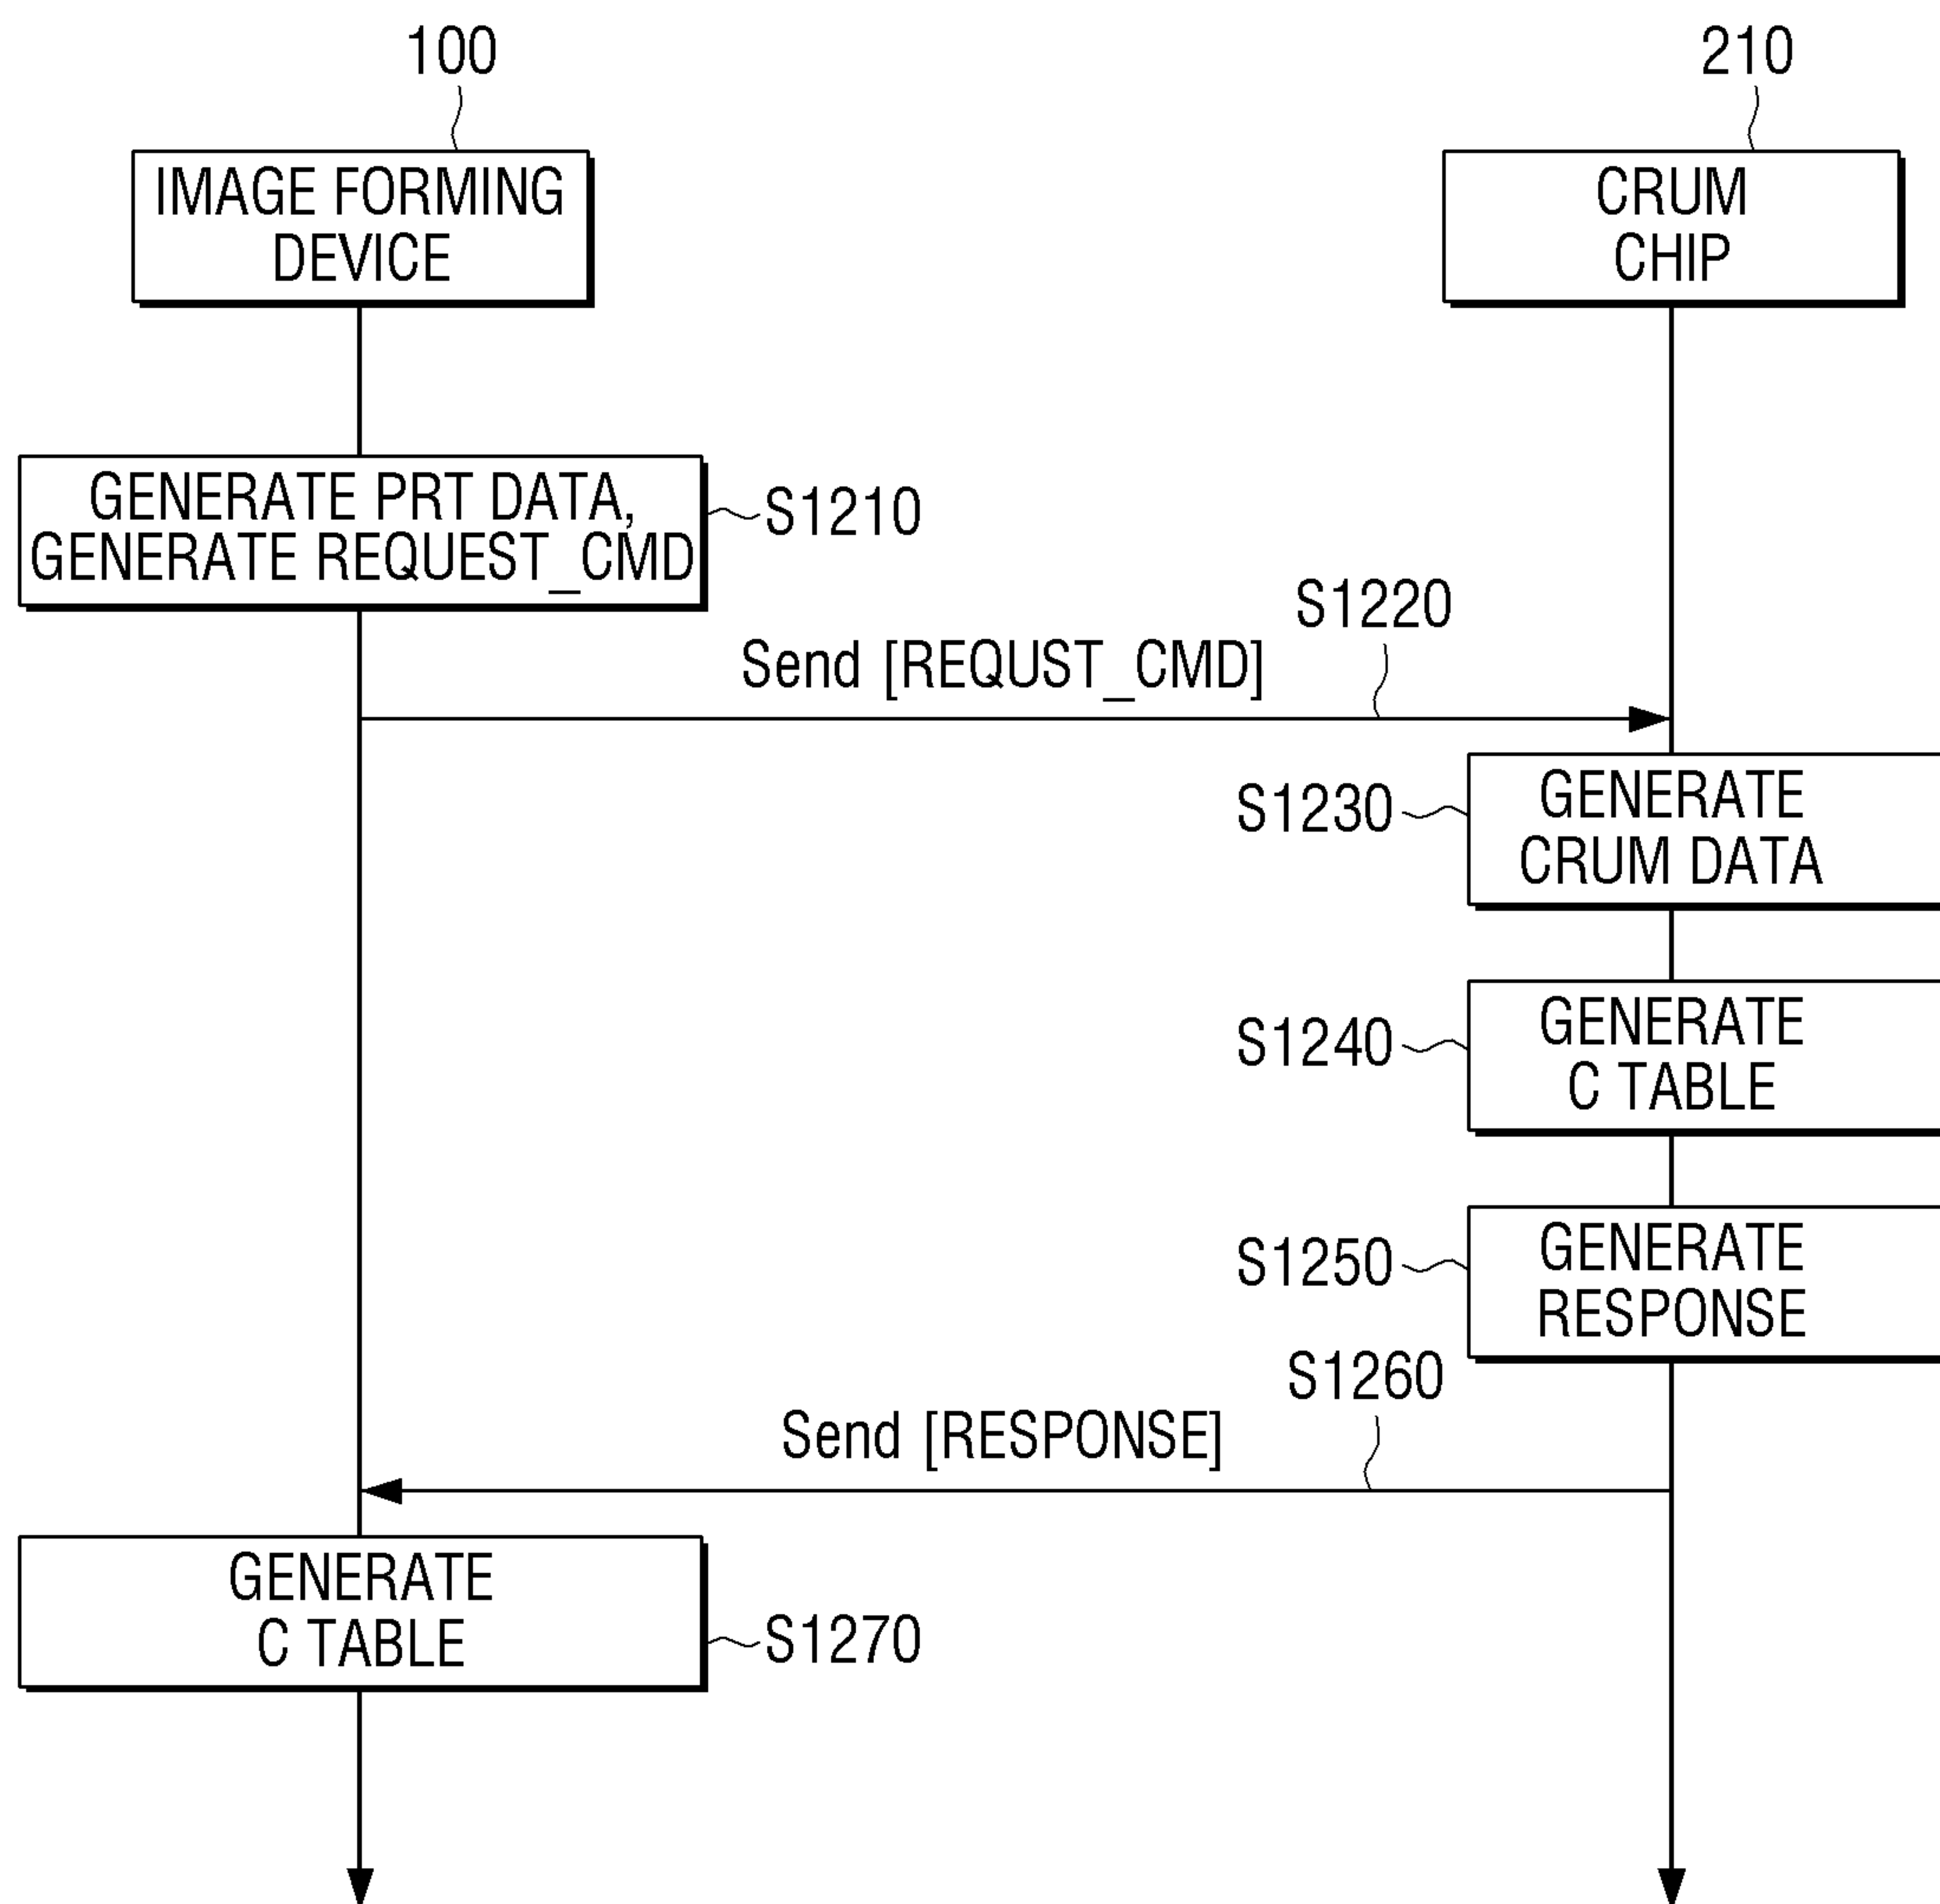 100
210
IMAGE FORMING
DEVICE
CRUM
CHIP
GENERATE PRT DATA,
GENERATE REQUEST_CMD
S1210
S1220
Send [REQUST_CMD]
S1230
GENERATE
CRUM DATA
S1240
GENERATE
C TABLE
S1250
GENERATE
RESPONSE
S1260
Send [RESPONSE]
GENERATE
C TABLE
S1270